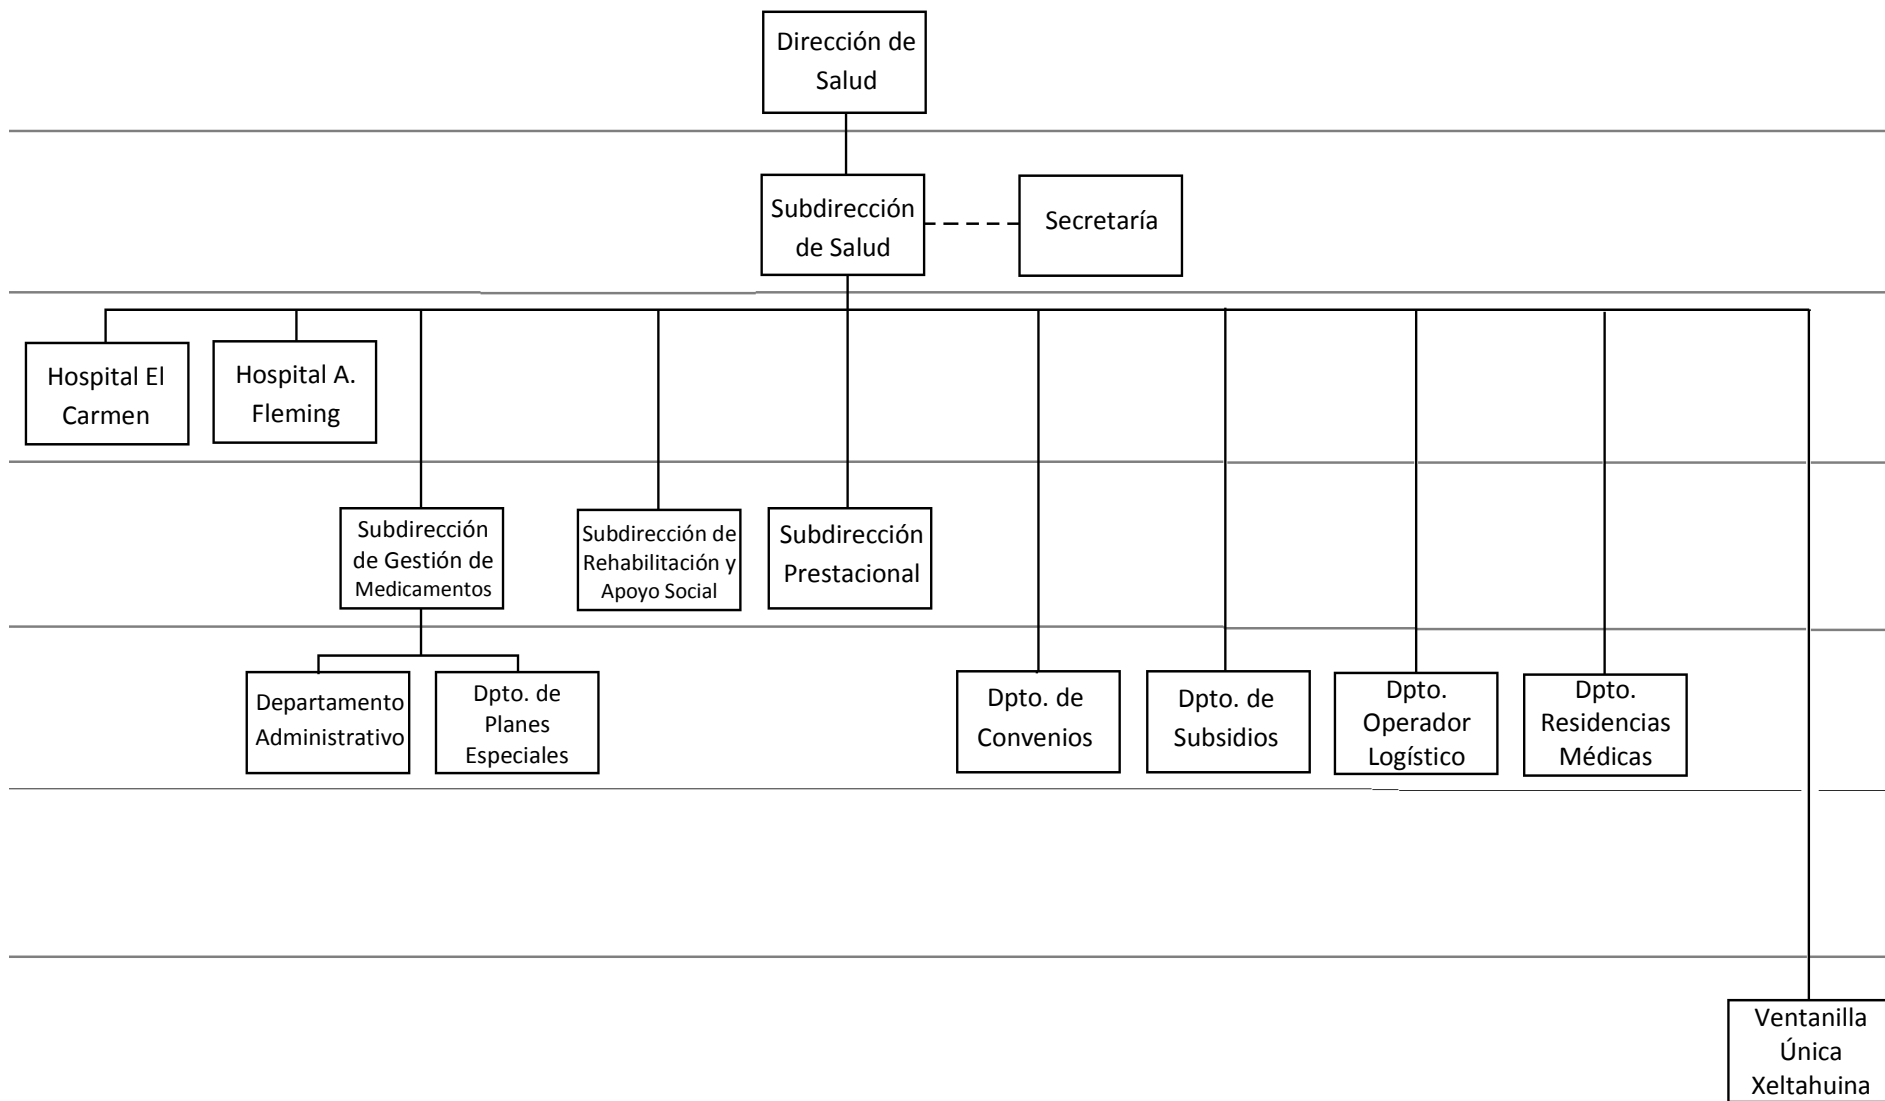 Dirección de
Salud
Subdirección
de Salud
Secretaría
Hospital El
Carmen
Hospital A.
Fleming
Subdirección
de Gestión de
Medicamentos
Subdirección de
Rehabilitación y
Apoyo Social
Subdirección
Prestacional
Departamento
Administrativo
Dpto. de
Planes
Especiales
Dpto. de
Convenios
Dpto. de
Subsidios
Dpto.
Operador
Logístico
Dpto.
Residencias
Médicas
Ventanilla
Única
Xeltahuina